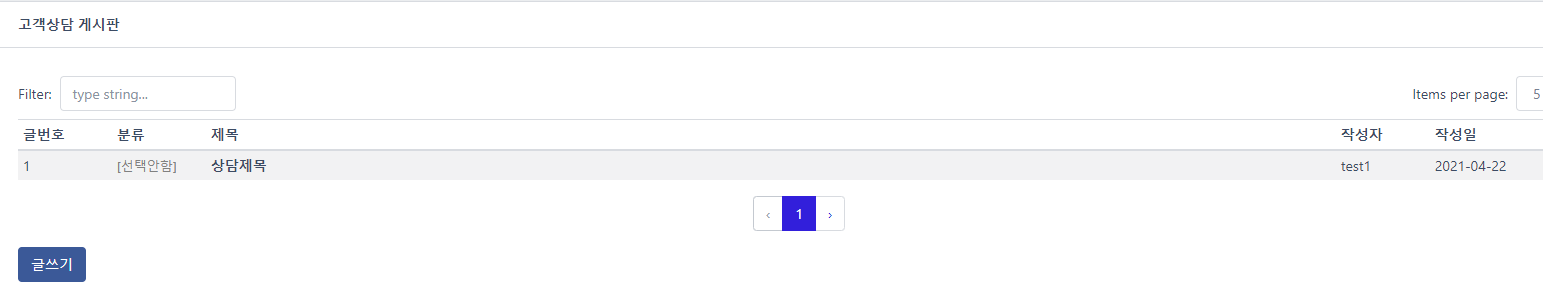 고객상담 게시판
Filter: type string... Items per page: 5
글번호 분류 제목 작성자 작성일
1 [선택안함] 상담제목 test1 2021-04-22
‹ 1 ›
글쓰기